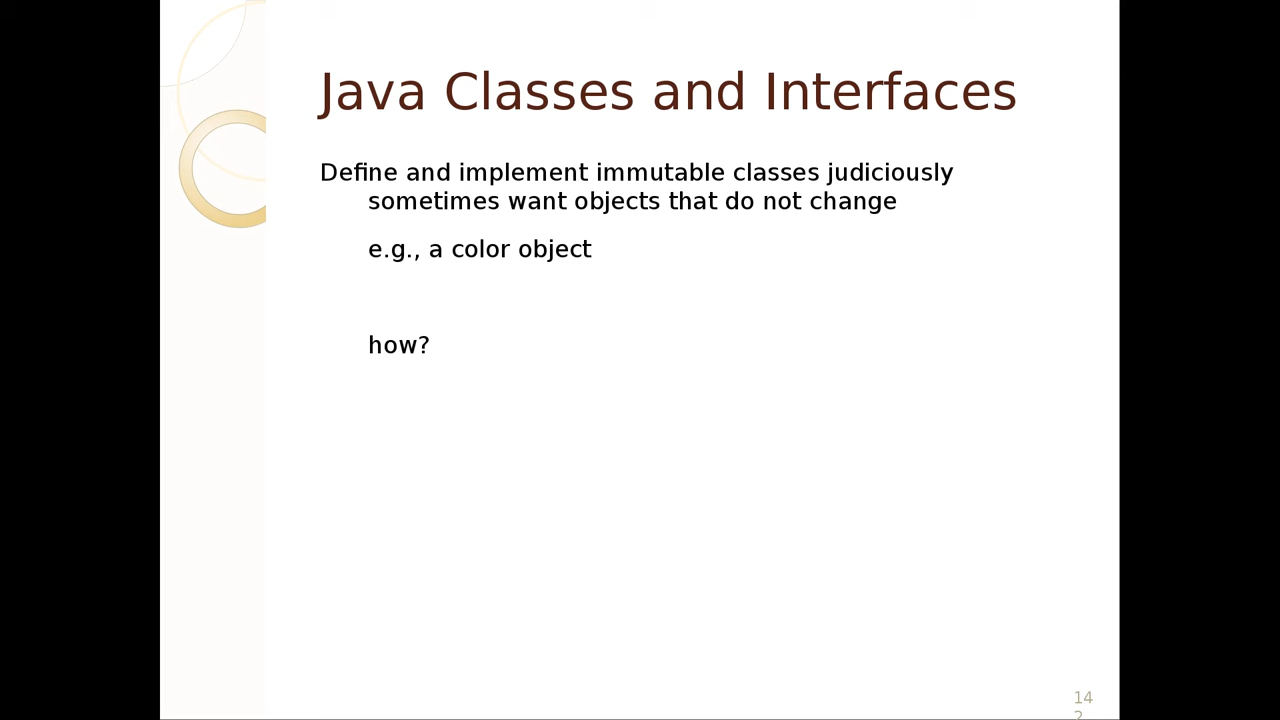 Java Classes and Interfaces
Define and implement immutable classes judiciously
sometimes want objects that do not change
e.g., a color object
how?
14
2